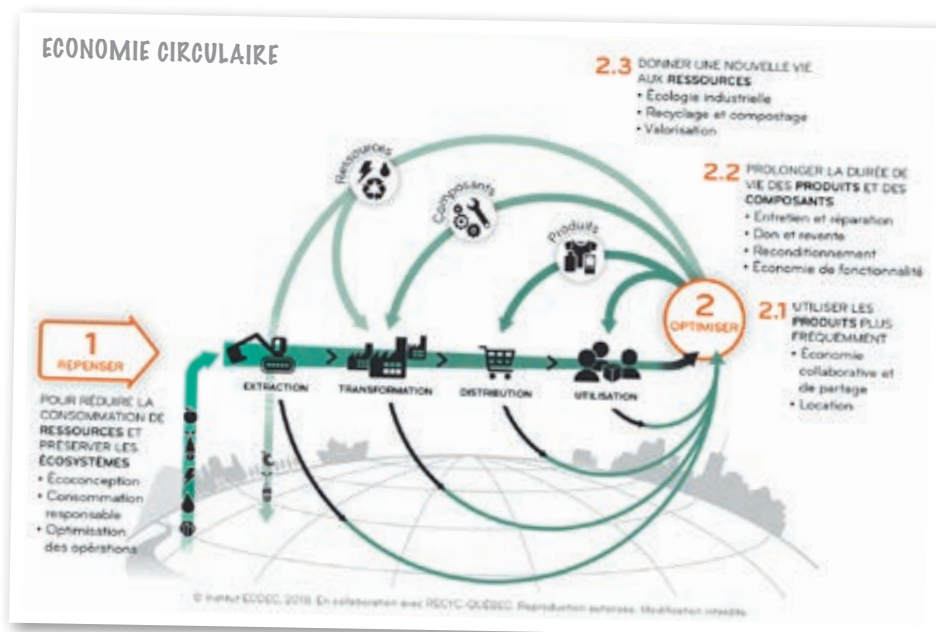 ECONOMIE CIRCULAIRE
2.3 DONNER UNE NOUVELLE VIE
AUX RESSOURCES
• Écologie industrielle
• Recyclage et compostage
• Valorisation
2.2 PROLONGER LA DURÉE DE
VIE DES PRODUITS ET DES
COMPOSANTS
• Entretien et réparation
• Don et revente
• Reconditionnement
• Économie de fonctionnalité
Ressources
Composants
Produits
2
OPTIMISER
2.1 UTILISER LES
PRODUITS PLUS
FRÉQUEMMENT
• Économie
collaborative et
de partage
• Location
1
REPENSER
POUR RÉDUIRE LA
CONSOMMATION DE
RESSOURCES ET
PRÉSERVER LES
ÉCOSYSTÈMES
• Écoconception
• Consommation
responsable
• Optimisation
des opérations
EXTRACTION
TRANSFORMATION
DISTRIBUTION
UTILISATION
© Institut EDDEC, 2018. En collaboration avec RECYC-QUÉBEC. Reproduction autorisée. Modification interdite.